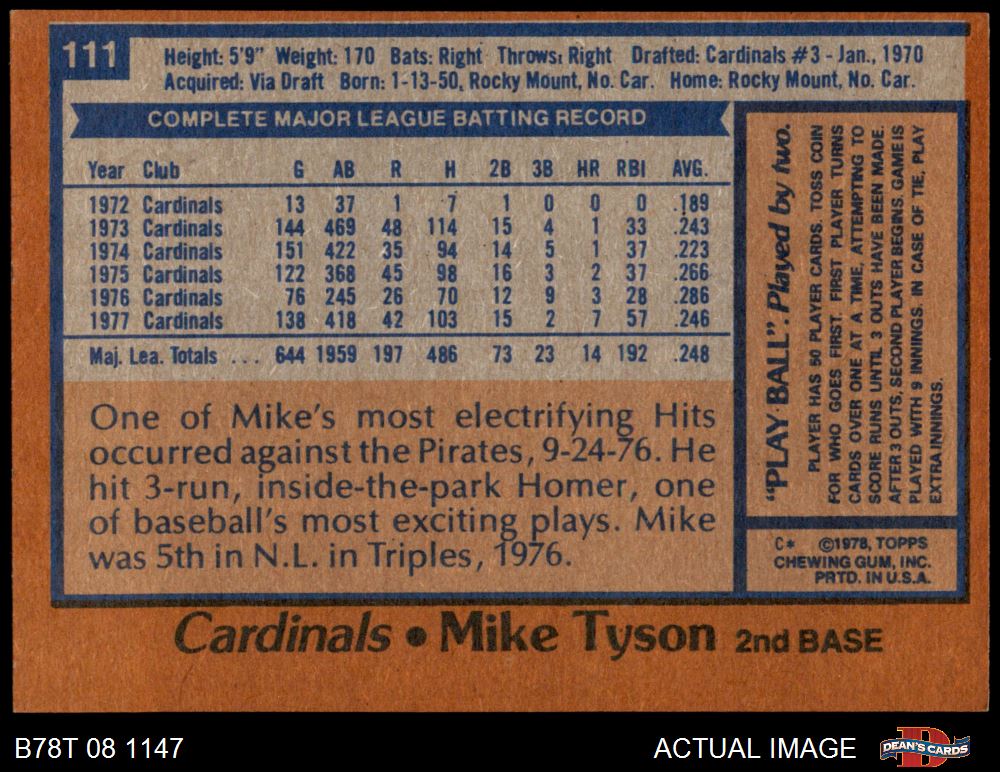 111
Height: 5'9" Weight: 170 Bats: Right Throws: Right Drafted: Cardinals #3 - Jan., 1970
Acquired: Via Draft Born: 1-13-50, Rocky Mount, No. Car. Home: Rocky Mount, No. Car.
COMPLETE MAJOR LEAGUE BATTING RECORD
Year Club G AB R H 2B 3B HR RBI AVG.
1972 Cardinals 13 37 1 7 1 0 0 0 .189
1973 Cardinals 144 469 48 114 15 4 1 33 .243
1974 Cardinals 151 422 35 94 14 5 1 37 .223
1975 Cardinals 122 368 45 98 16 3 2 37 .266
1976 Cardinals 76 245 26 70 12 9 3 28 .286
1977 Cardinals 138 418 42 103 15 2 7 57 .246
Maj. Lea. Totals ... 644 1959 197 486 73 23 14 192 .248
One of Mike's most electrifying Hits
occurred against the Pirates, 9-24-76. He
hit 3-run, inside-the-park Homer, one
of baseball's most exciting plays. Mike
was 5th in N.L. in Triples, 1976.
"PLAY BALL". Played by two.
PLAYER HAS 50 PLAYER CARDS. TOSS COIN
FOR WHO GOES FIRST. FIRST PLAYER TURNS
CARDS OVER ONE AT A TIME, ATTEMPTING TO
SCORE RUNS UNTIL 3 OUTS HAVE BEEN MADE.
AFTER 3 OUTS, SECOND PLAYER BEGINS. GAME IS
PLAYED WITH 9 INNINGS. IN CASE OF TIE, PLAY
EXTRA INNINGS.
C* ©1978, TOPPS
CHEWING GUM, INC.
PRTD. IN U.S.A.
Cardinals • Mike Tyson 2nd BASE
B78T 08 1147
ACTUAL IMAGE
DEAN'S CARDS